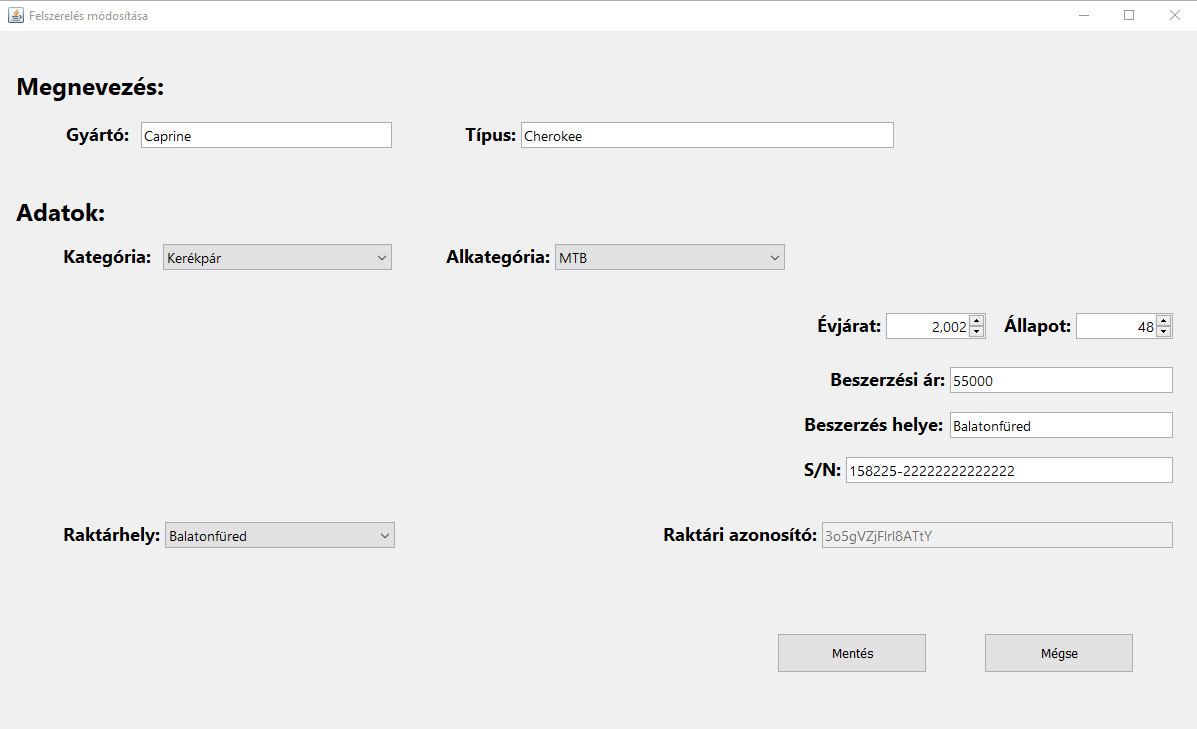 Felszerelés módosítása
Megnevezés:
Gyártó: Caprine Típus: Cherokee
Adatok:
Kategória: Kerékpár Alkategória: MTB
Évjárat: 2,002 Állapot: 48
Beszerzési ár: 55000
Beszerzés helye: Balatonfüred
S/N: 158225-22222222222222
Raktárhely: Balatonfüred Raktári azonosító:
Mentés Mégse